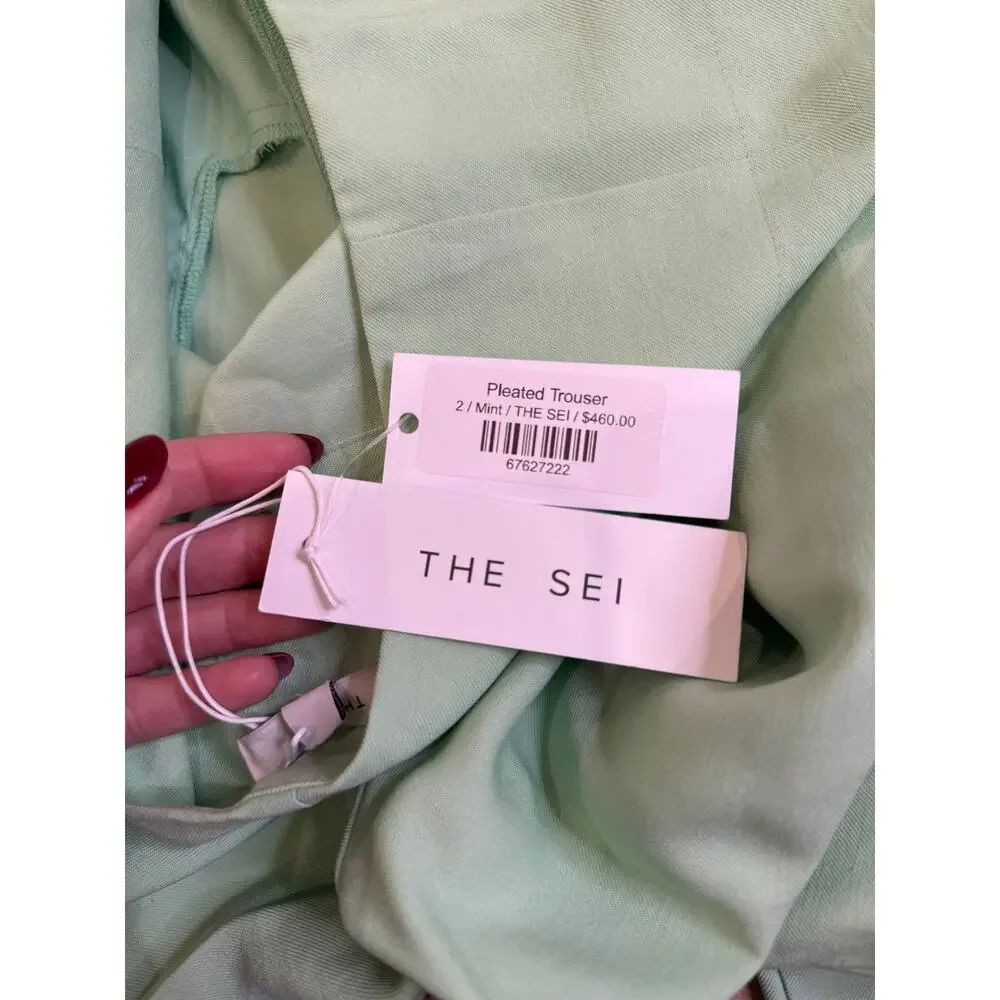 Pleated Trouser
2 / Mint / THE SEI / $460.00
67627222
THE SEI